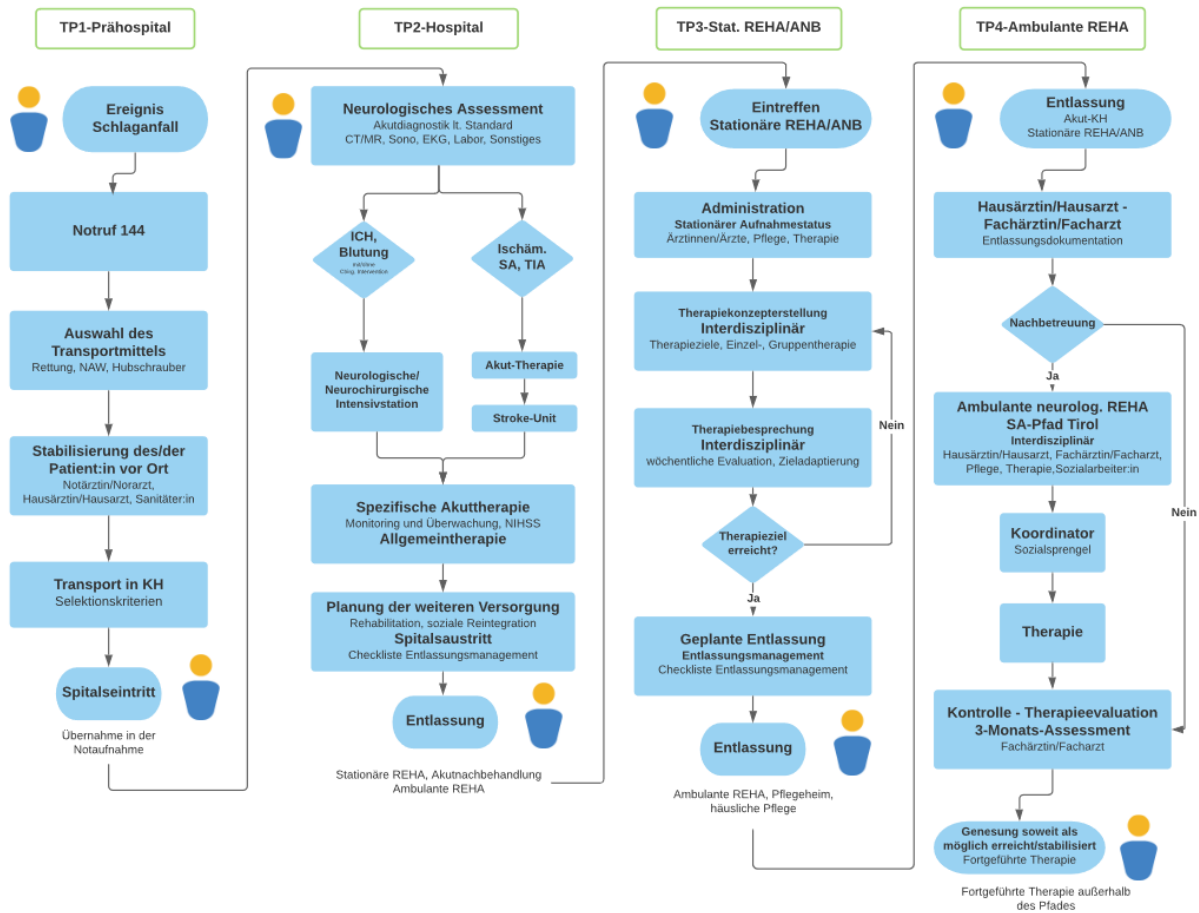 TP1-Prähospital
Ereignis
Schlaganfall
Notruf 144
Auswahl des
Transportmittels
Rettung, NAW, Hubschrauber
Stabilisierung des/der
Patient:in vor Ort
Notärztin/Norarzt,
Hausärztin/Hausarzt, Sanitäter:in
Transport in KH
Selektionskriterien
Spitalseintritt
Übernahme in der
Notaufnahme
TP2-Hospital
Neurologisches Assessment
Akutdiagnostik lt. Standard
CT/MR, Sono, EKG, Labor, Sonstiges
ICH,
Blutung
mit/ohne
Chirg. Intervention
Ischäm.
SA, TIA
Neurologische/
Neurochirurgische
Intensivstation
Akut-Therapie
Stroke-Unit
Spezifische Akuttherapie
Monitoring und Überwachung, NIHSS
Allgemeintherapie
Planung der weiteren Versorgung
Rehabilitation, soziale Reintegration
Spitalsaustritt
Checkliste Entlassungsmanagement
Entlassung
Stationäre REHA, Akutnachbehandlung
Ambulante REHA
TP3-Stat. REHA/ANB
Eintreffen
Stationäre REHA/ANB
Administration
Stationärer Aufnahmestatus
Ärztinnen/Ärzte, Pflege, Therapie
Therapiekonzepterstellung
Interdisziplinär
Therapieziele, Einzel-, Gruppentherapie
Therapiebesprechung
Interdisziplinär
wöchentliche Evaluation, Zieladaptierung
Nein
Therapieziel
erreicht?
Ja
Geplante Entlassung
Entlassungsmanagement
Checkliste Entlassungsmanagement
Entlassung
Ambulante REHA, Pflegeheim,
häusliche Pflege
TP4-Ambulante REHA
Entlassung
Akut-KH
Stationäre REHA/ANB
Hausärztin/Hausarzt -
Fachärztin/Facharzt
Entlassungsdokumentation
Nachbetreuung
Ja
Ambulante neurolog. REHA
SA-Pfad Tirol
Interdisziplinär
Hausärztin/Hausarzt, Fachärztin/Facharzt,
Pflege, Therapie,Sozialarbeiter:in
Nein
Koordinator
Sozialsprengel
Therapie
Kontrolle - Therapieevaluation
3-Monats-Assessment
Fachärztin/Facharzt
Genesung soweit als
möglich erreicht/stabilisiert
Fortgeführte Therapie
Fortgeführte Therapie außerhalb
des Pfades